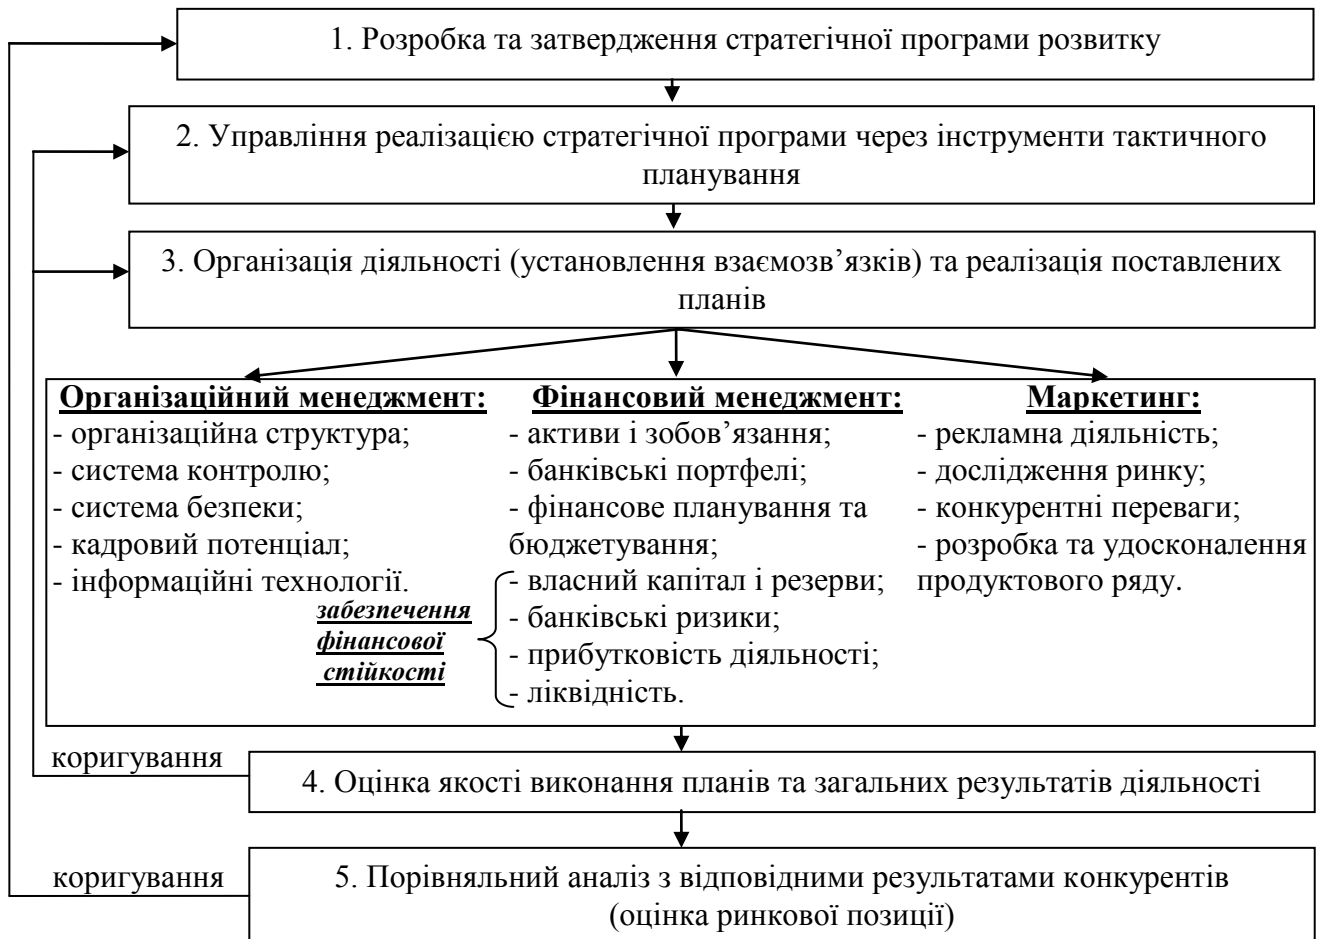 1. Розробка та затвердження стратегічної програми розвитку
2. Управління реалізацією стратегічної програми через інструменти тактичного
планування
3. Організація діяльності (установлення взаємозв’язків) та реалізація поставлених
планів
Організаційний менеджмент:
- організаційна структура;
- система контролю;
- система безпеки;
- кадровий потенціал;
- інформаційні технології.
Фінансовий менеджмент:
- активи і зобов’язання;
- банківські портфелі;
- фінансове планування та
бюджетування;
забезпечення
фінансової
стійкості
- власний капітал і резерви;
- банківські ризики;
- прибутковість діяльності;
- ліквідність.
Маркетинг:
- рекламна діяльність;
- дослідження ринку;
- конкурентні переваги;
- розробка та удосконалення
продуктового ряду.
коригування
4. Оцінка якості виконання планів та загальних результатів діяльності
коригування
5. Порівняльний аналіз з відповідними результатами конкурентів
(оцінка ринкової позиції)